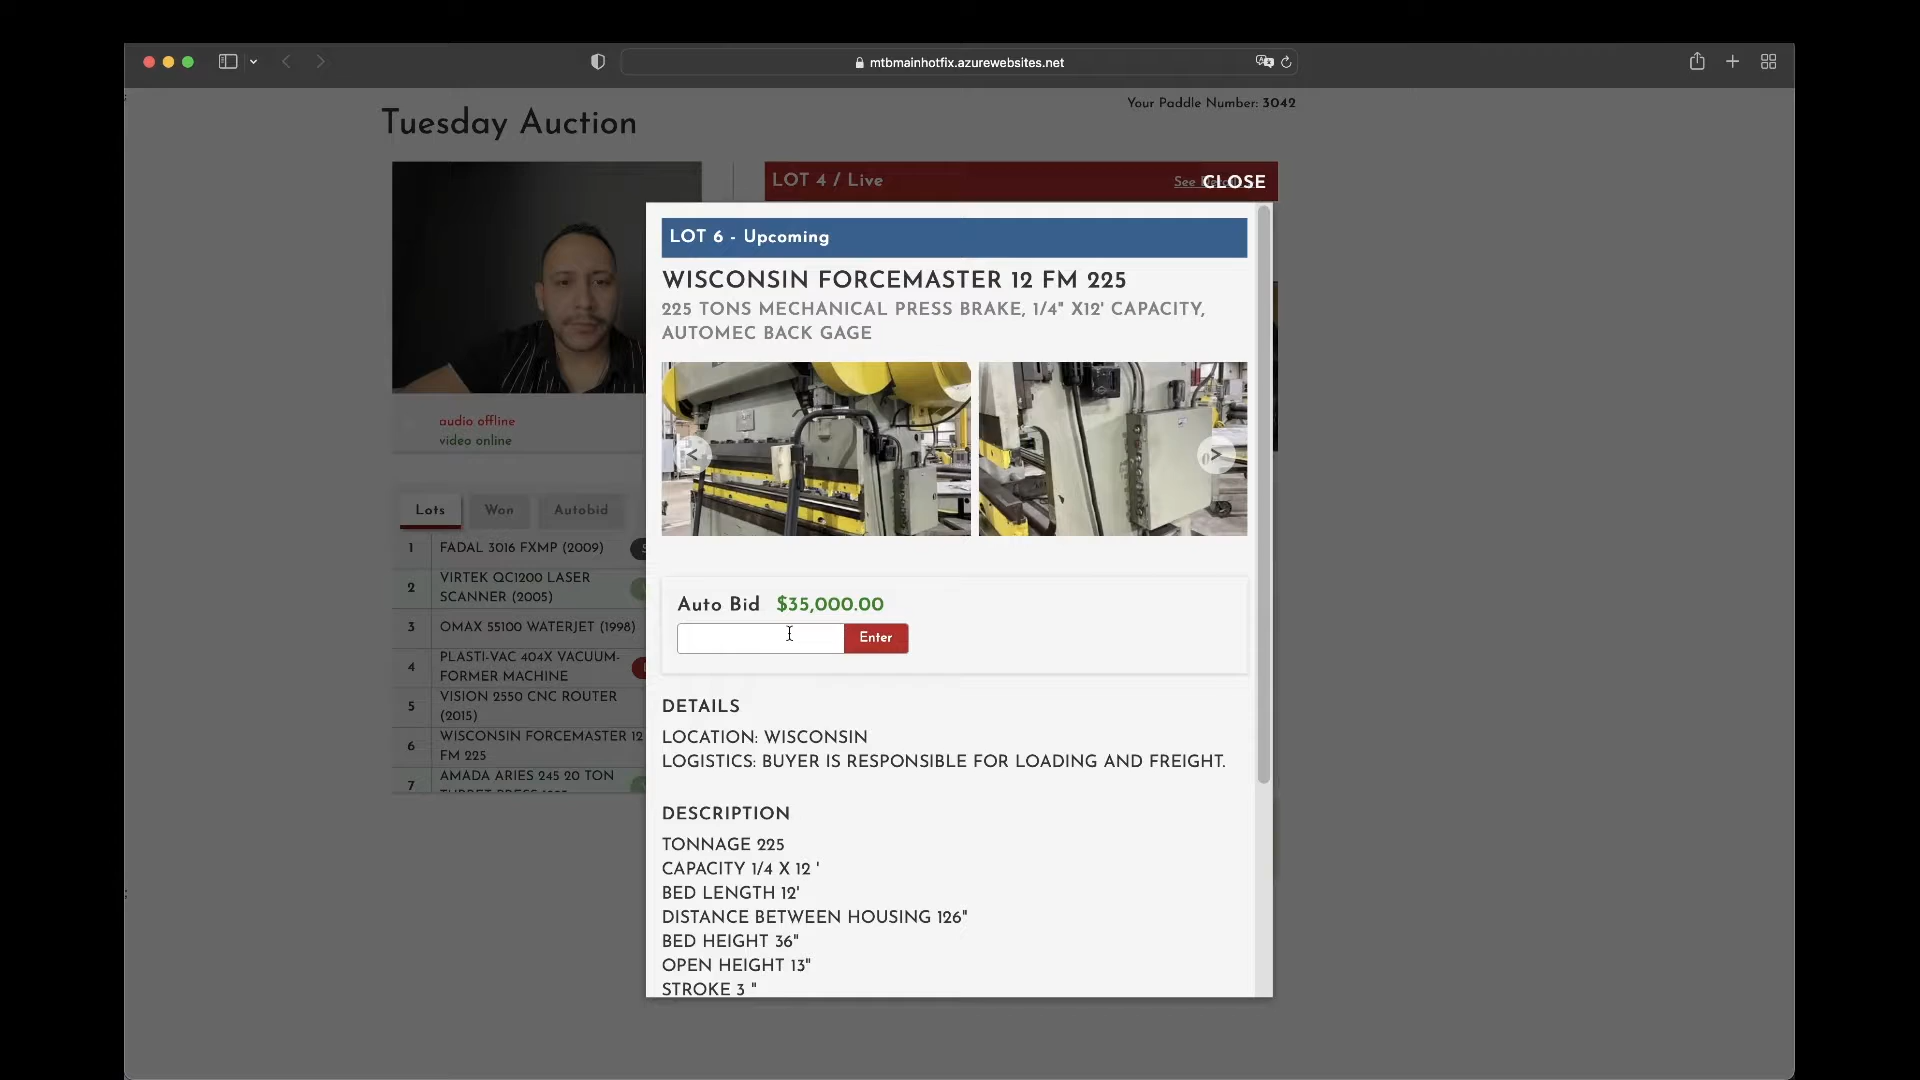 mtbmainhotfix.azurewebsites.net
Your Paddle Number: 3042
Tuesday Auction
LOT 4 / Live
See
CLOSE
LOT 6 - Upcoming
WISCONSIN FORCEMASTER 12 FM 225
225 TONS MECHANICAL PRESS BRAKE, 1/4" X12' CAPACITY,
AUTOMEC BACK GAGE
< >
audio offline
video online
Lots Won Autobid
1 FADAL 3016 FXMP (2009)
2 VIRTEK QC1200 LASER
SCANNER (2005)
3 OMAX 55100 WATERJET (1998)
4 PLASTI-VAC 404X VACUUM-
FORMER MACHINE
5 VISION 2550 CNC ROUTER
(2015)
6 WISCONSIN FORCEMASTER 12
FM 225
7 AMADA ARIES 245 20 TON
Auto Bid $35,000.00
Enter
DETAILS
LOCATION: WISCONSIN
LOGISTICS: BUYER IS RESPONSIBLE FOR LOADING AND FREIGHT.
DESCRIPTION
TONNAGE 225
CAPACITY 1/4 X 12 '
BED LENGTH 12'
DISTANCE BETWEEN HOUSING 126"
BED HEIGHT 36"
OPEN HEIGHT 13"
STROKE 3 "